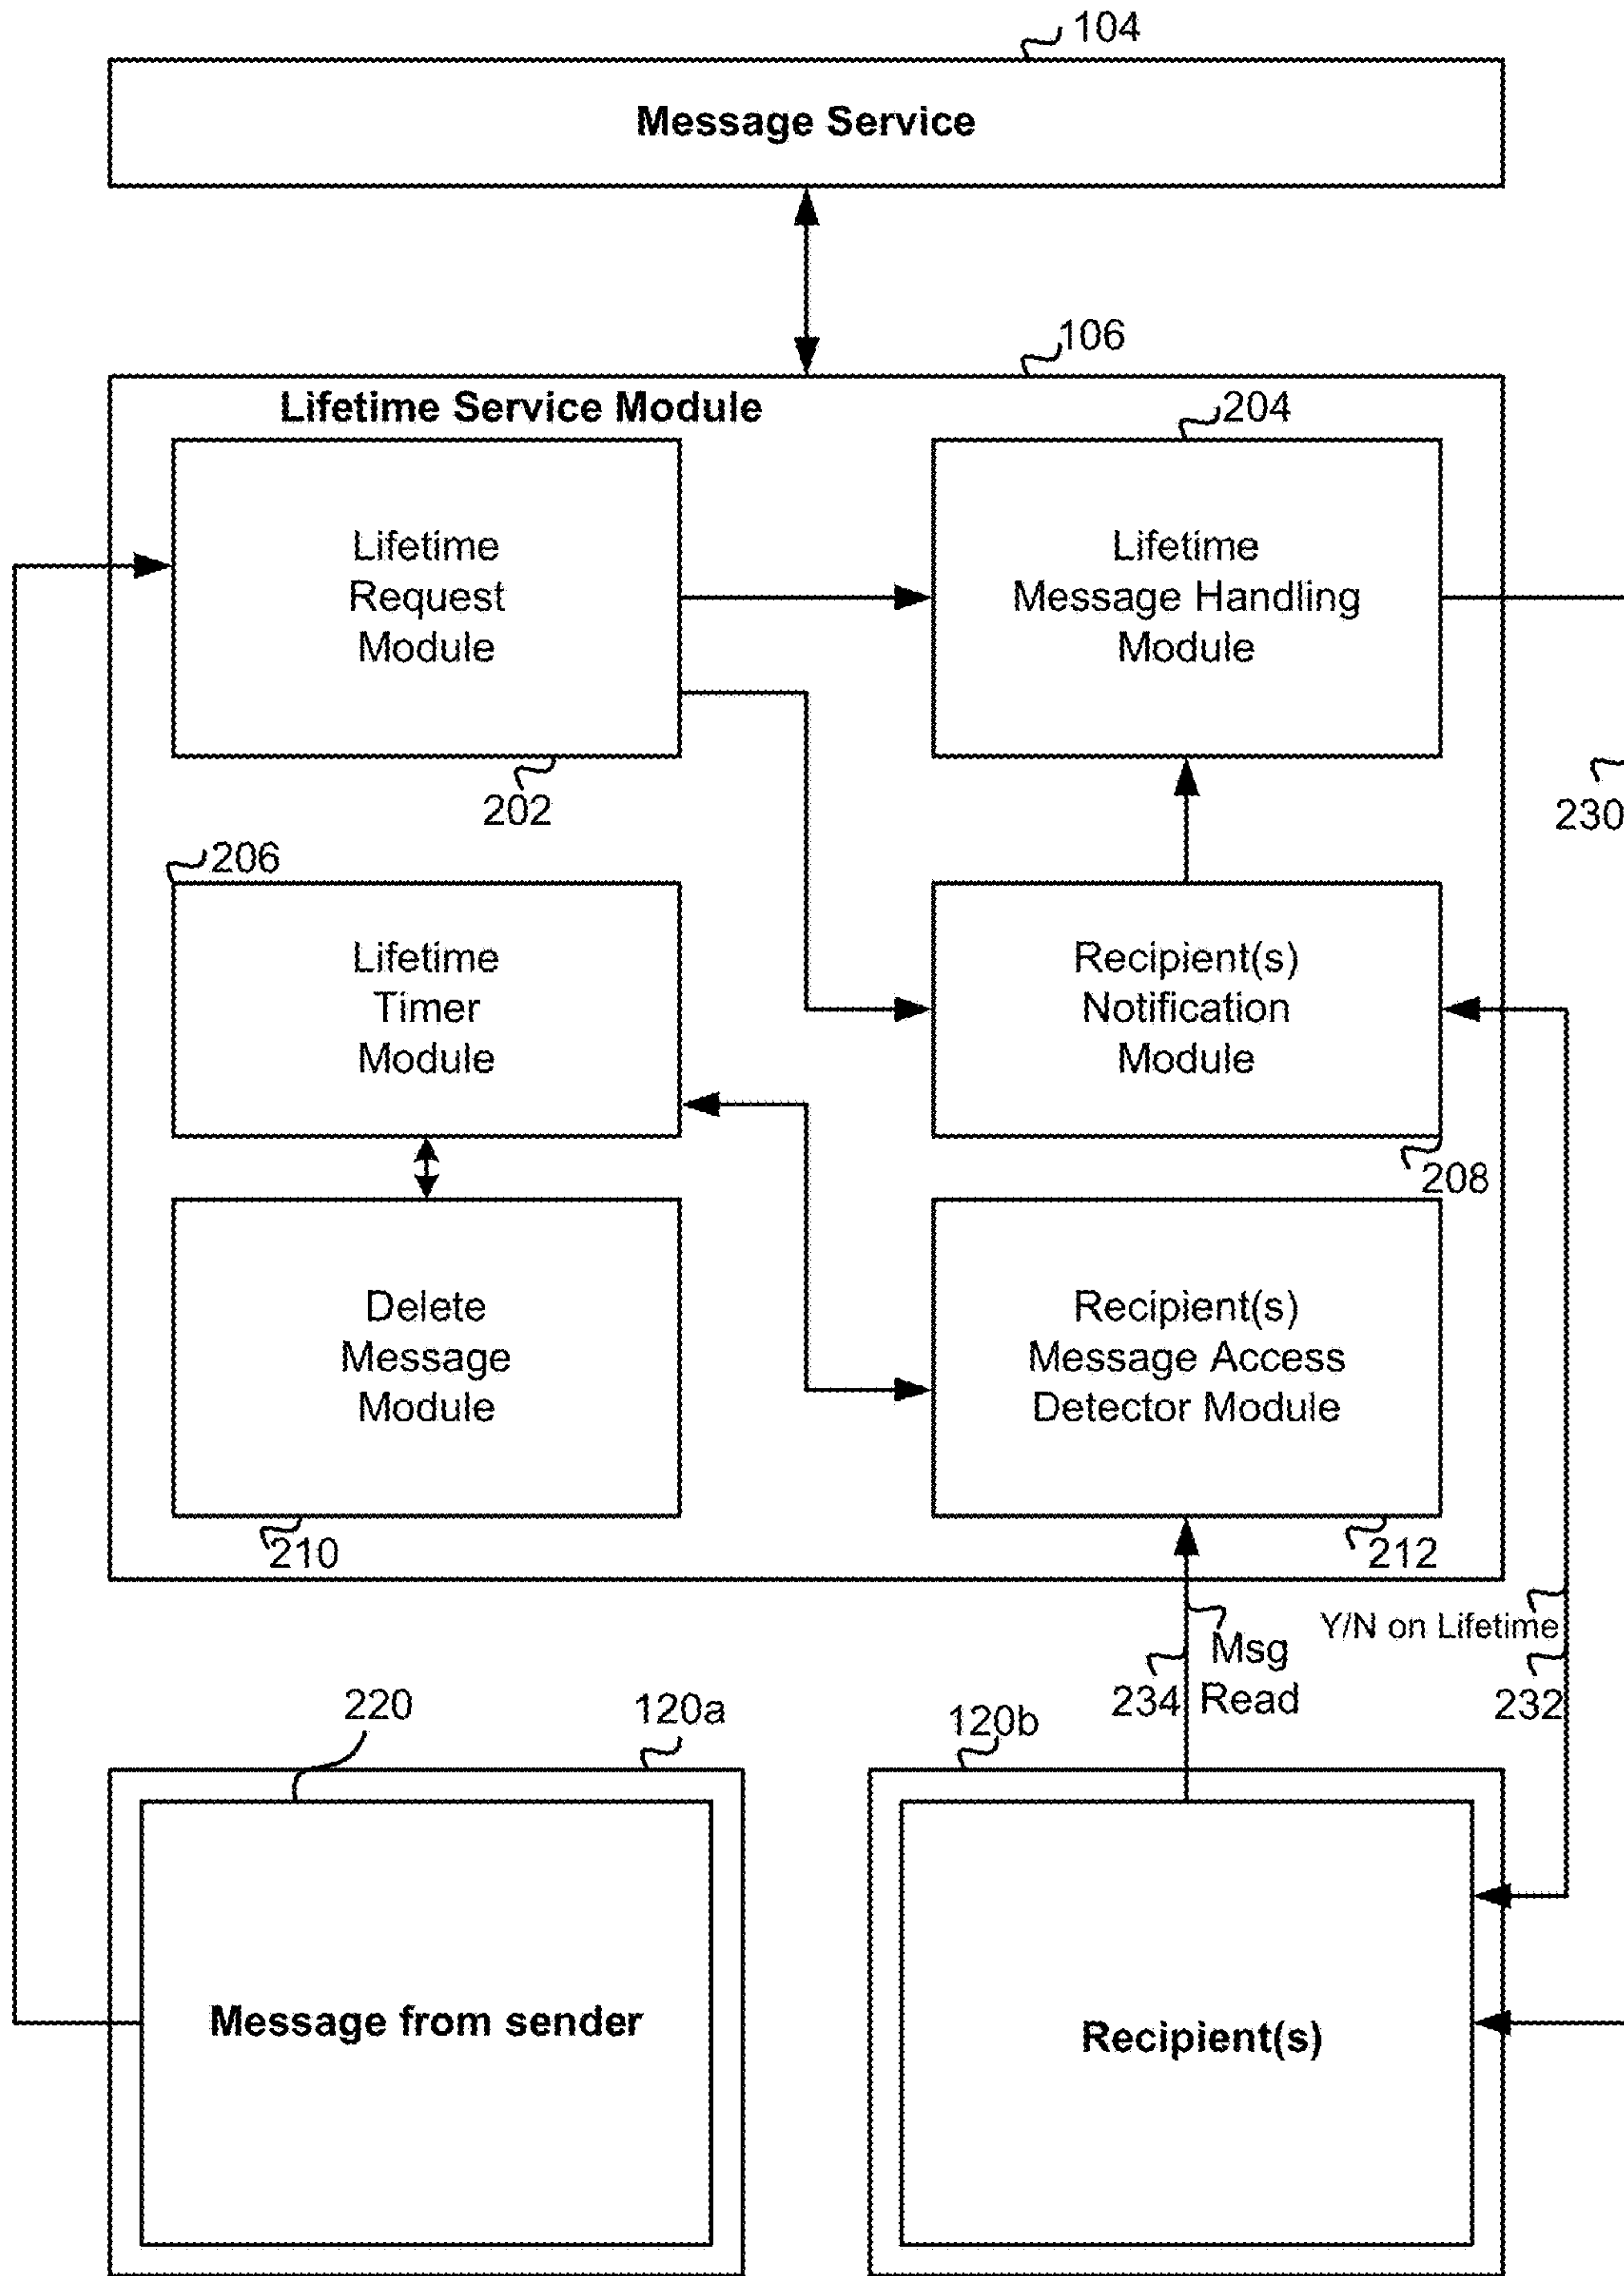 104
Message Service
106
Lifetime Service Module
204
Lifetime
Request
Module
Lifetime
Message Handling
Module
202
230
206
Lifetime
Timer
Module
Recipient(s)
Notification
Module
208
Delete
Message
Module
Recipient(s)
Message Access
Detector Module
210
212
Y/N on Lifetime
Msg
Read
234
232
220
120a
120b
Message from sender
Recipient(s)